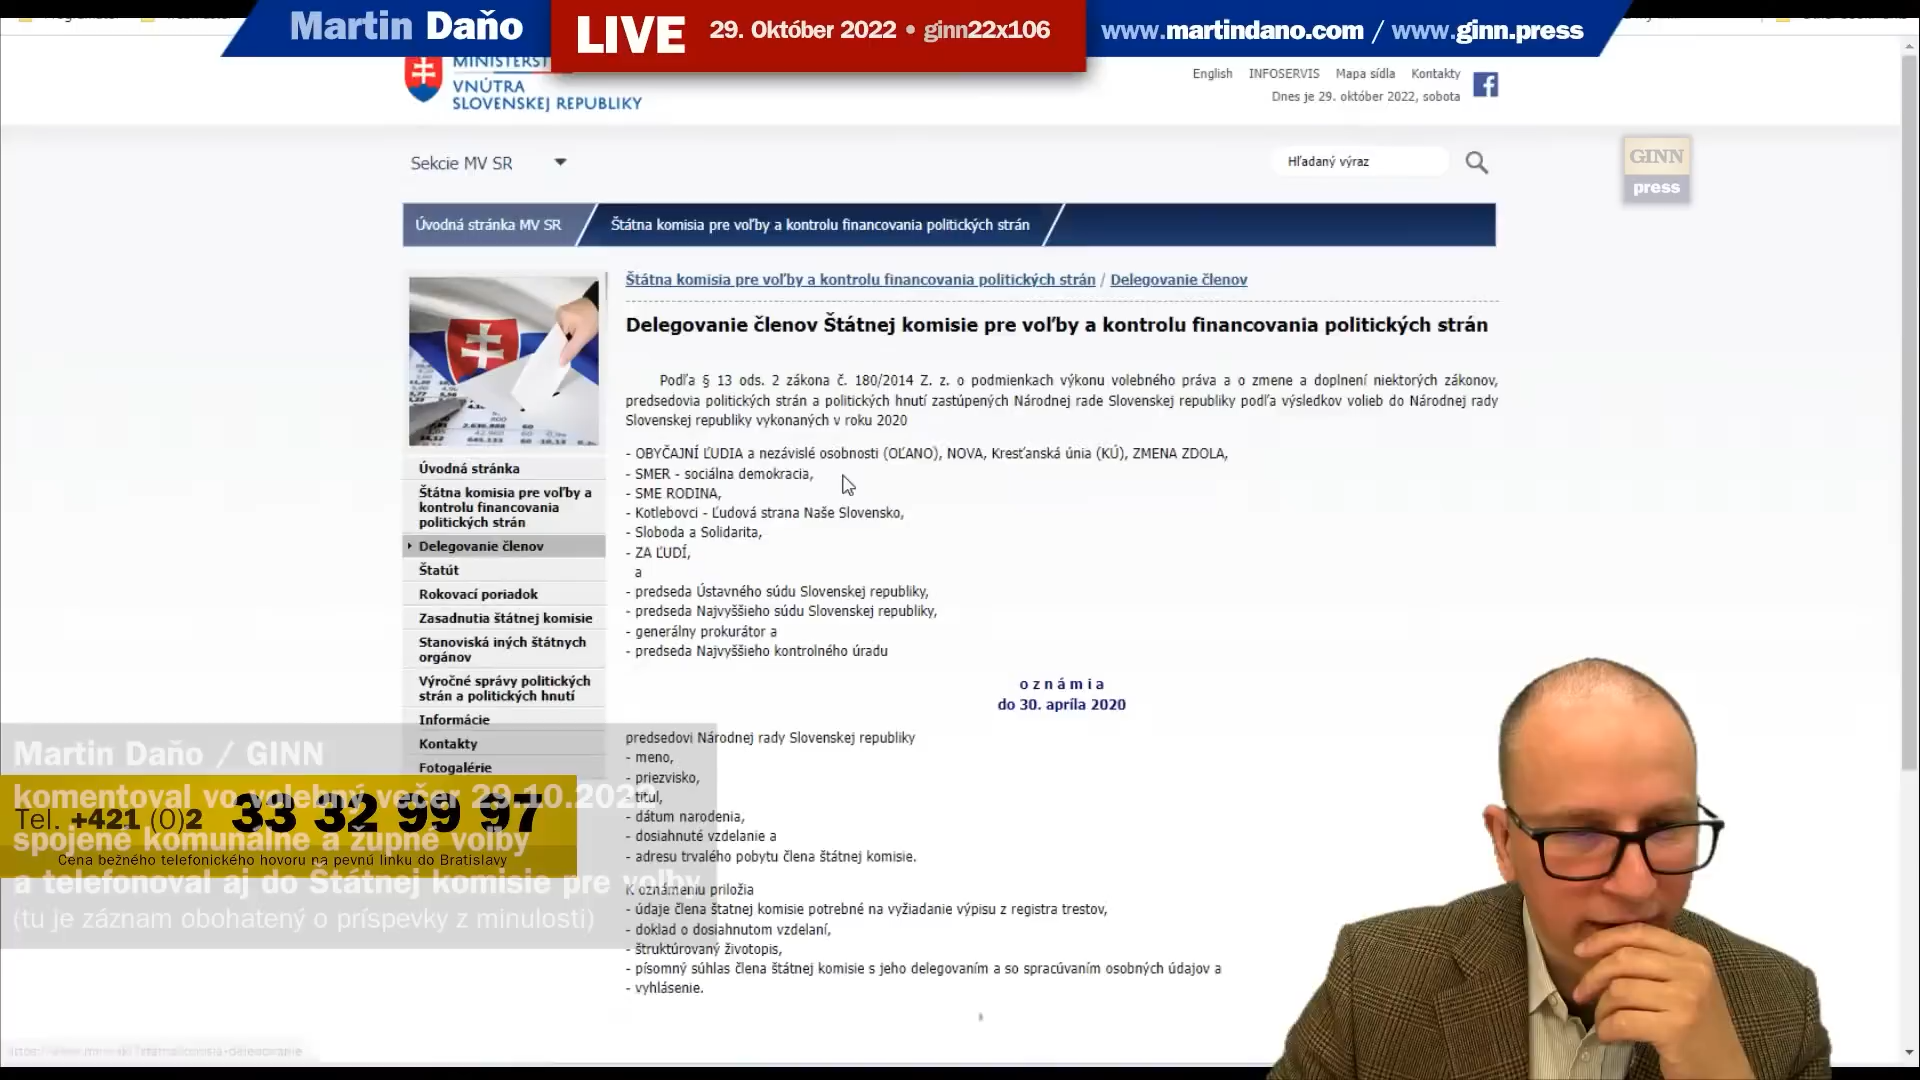 Martin Daňo
LIVE
29. Október 2022 • ginn22x106
www.martindano.com / www.ginn.press
VNÚTRA
SLOVENSKEJ REPUBLIKY
English INFOSERVIS Mapa sídla Kontakty
Dnes je 29. október 2022, sobota
Sekcie MV SR
Hľadaný výraz
GINN
press
Úvodná stránka MV SR
Štátna komisia pre voľby a kontrolu financovania politických strán
Štátna komisia pre voľby a kontrolu financovania politických strán / Delegovanie členov
Delegovanie členov Štátnej komisie pre voľby a kontrolu financovania politických strán
Podľa § 13 ods. 2 zákona č. 180/2014 Z. z. o podmienkach výkonu volebného práva a o zmene a doplnení niektorých zákonov,
predsedovia politických strán a politických hnutí zastúpených Národnej rade Slovenskej republiky podľa výsledkov volieb do Národnej rady
Slovenskej republiky vykonaných v roku 2020
- OBYČAJNÍ ĽUDIA a nezávislé osobnosti (OĽANO), NOVA, Kresťanská únia (KÚ), ZMENA ZDOLA,
- SMER - sociálna demokracia,
- SME RODINA,
- Kotlebovci - Ľudová strana Naše Slovensko,
- Sloboda a Solidarita,
- ZA ĽUDÍ,
a
- predseda Ústavného súdu Slovenskej republiky,
- predseda Najvyššieho súdu Slovenskej republiky,
- generálny prokurátor a
- predseda Najvyššieho kontrolného úradu
o z n á m i a
do 30. apríla 2020
predsedovi Národnej rady Slovenskej republiky
- meno,
- priezvisko,
- titul,
- dátum narodenia,
- dosiahnuté vzdelanie a
- adresu trvalého pobytu člena štátnej komisie.
K oznámeniu priložia
- údaje člena štatnej komisie potrebné na vyžiadanie výpisu z registra trestov,
- doklad o dosiahnutom vzdelaní,
- štruktúrovaný životopis,
- písomný súhlas člena štátnej komisie s jeho delegovaním a so spracúvaním osobných údajov a
- vyhlásenie.
Úvodná stránka
Štátna komisia pre voľby a
kontrolu financovania
politických strán
Delegovanie členov
Štatút
Rokovací poriadok
Zasadnutia štátnej komisie
Stanoviská iných štátnych
orgánov
Výročné správy politických
strán a politických hnutí
Informácie
Kontakty
Fotogalérie
Martin Daňo / GINN
komentoval vo volebný večer 29.10.2022
spojené komunálne a župné voľby
a telefonoval aj do Štátnej komisie pre voľby
(tu je záznam obohatený o príspevky z minulosti)
Tel. +421 (0)2 33 32 99 97
Cena bežného telefonického hovoru na pevnú linku do Bratislavy